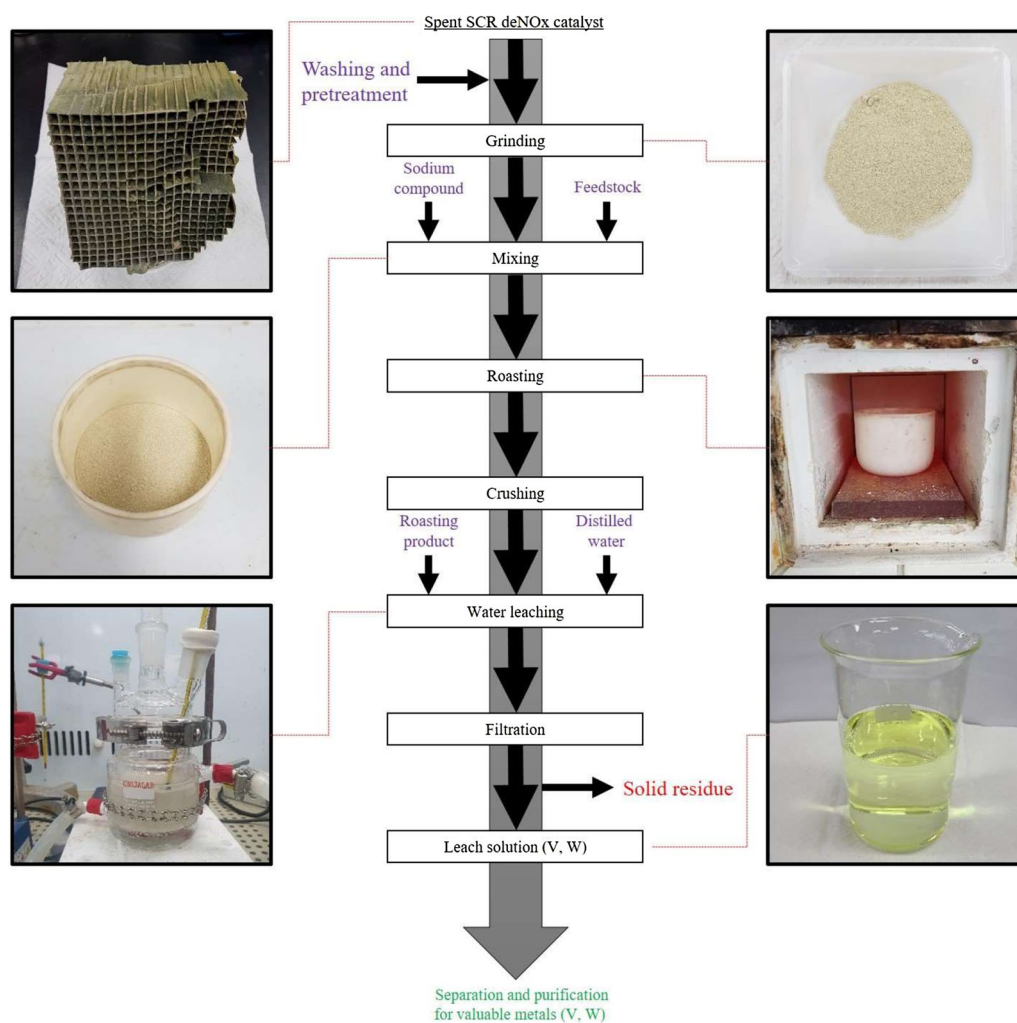 Spent SCR deNOx catalyst
Washing and
pretreatment
Grinding
Sodium
compound
Feedstock
Mixing
Roasting
Crushing
Roasting
product
Distilled
water
Water leaching
Filtration
Solid residue
Leach solution (V, W)
Separation and purification
for valuable metals (V, W)